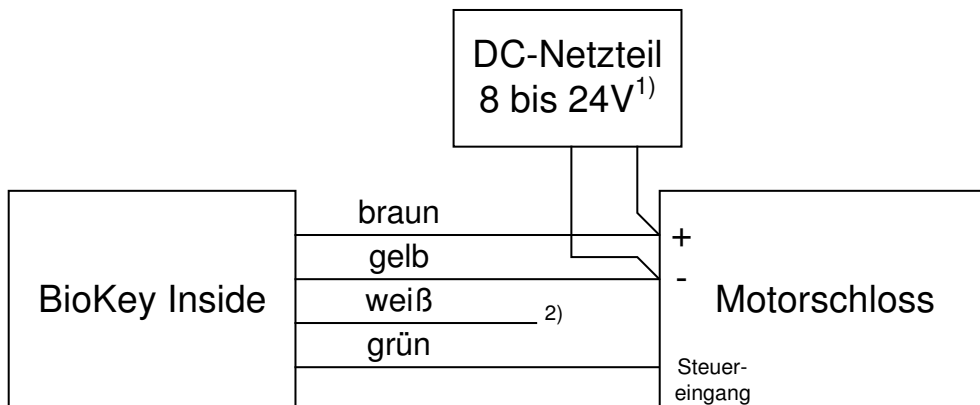 DC-Netzteil
8 bis 24V1)
braun
gelb
weiß
2)
grün
BioKey Inside
+
-
Motorschloss
Steuer-
eingang